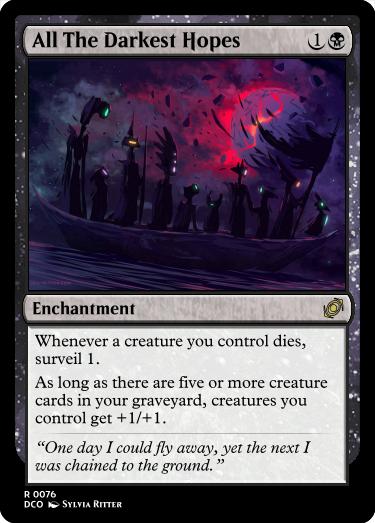 All The Darkest Hopes 1
Enchantment
Whenever a creature you control dies,
surveil 1.
As long as there are five or more creature
cards in your graveyard, creatures you
control get +1/+1.
“One day I could fly away, yet the next I
was chained to the ground.”
R 0076
DCO Sylvia Ritter